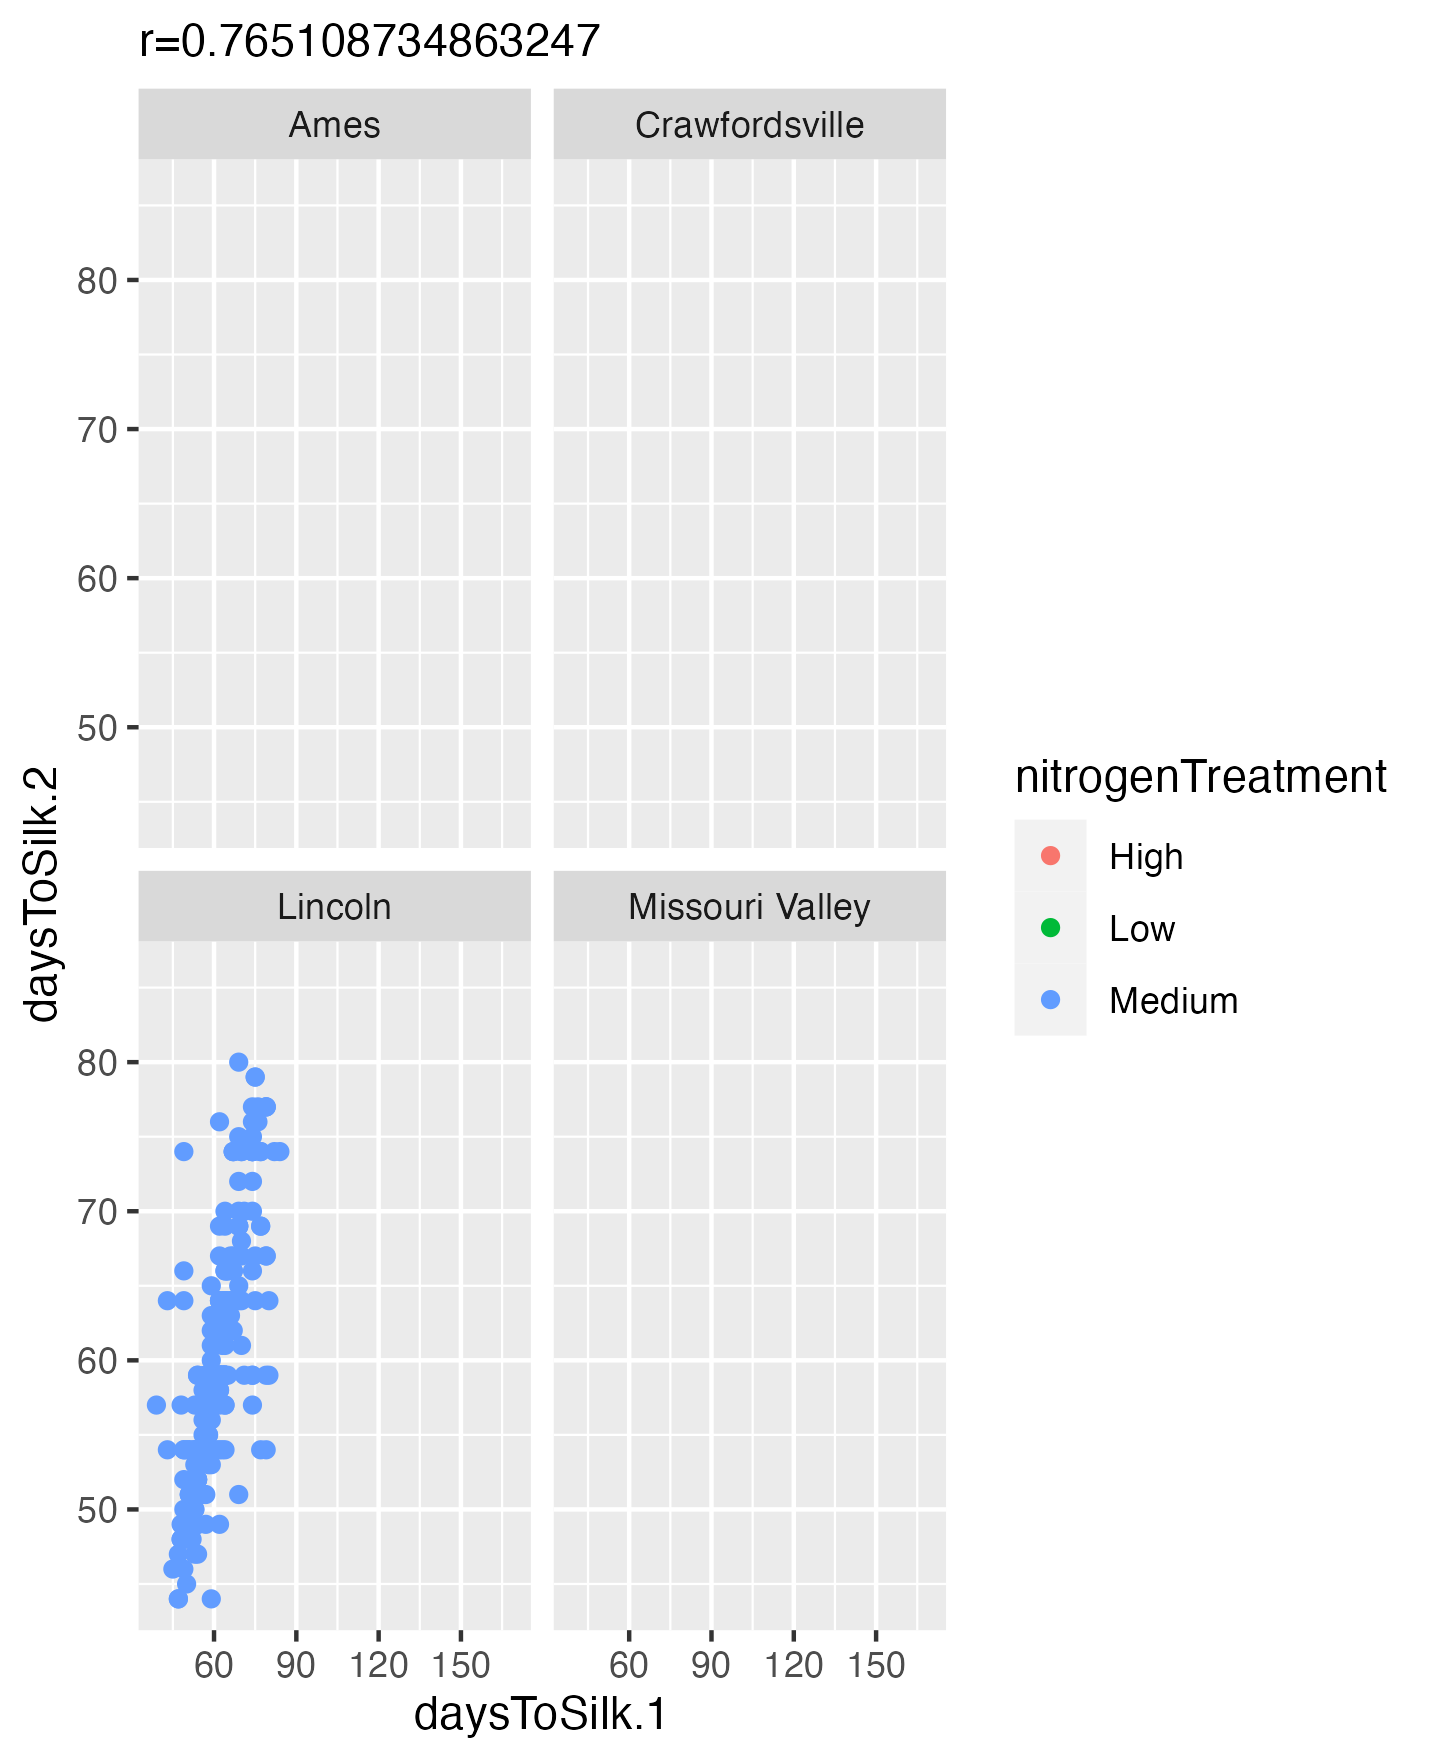 r=0.765108734863247
Ames
Crawfordsville
80
70
60
50
Lincoln
Missouri Valley
80
70
60
50
60 90 120 150
60 90 120 150
daysToSilk.1
daysToSilk.2
nitrogenTreatment
High
Low
Medium